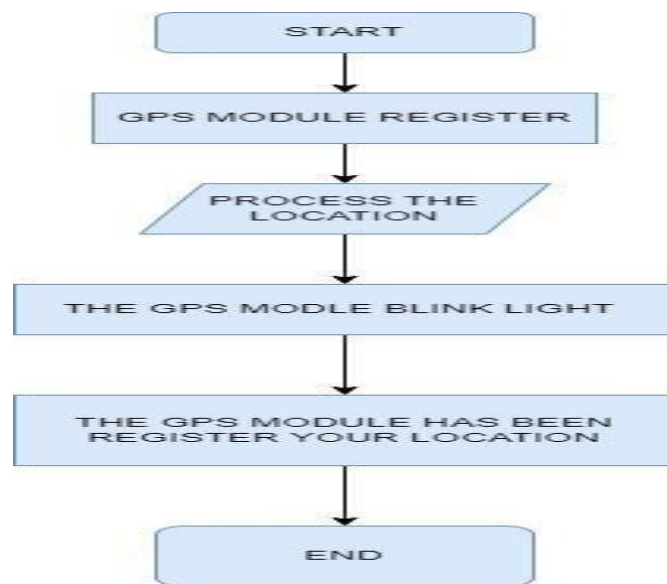 START
GPS MODULE REGISTER
PROCESS THE
LOCATION
THE GPS MODLE BLINK LIGHT
THE GPS MODULE HAS BEEN
REGISTER YOUR LOCATION
END